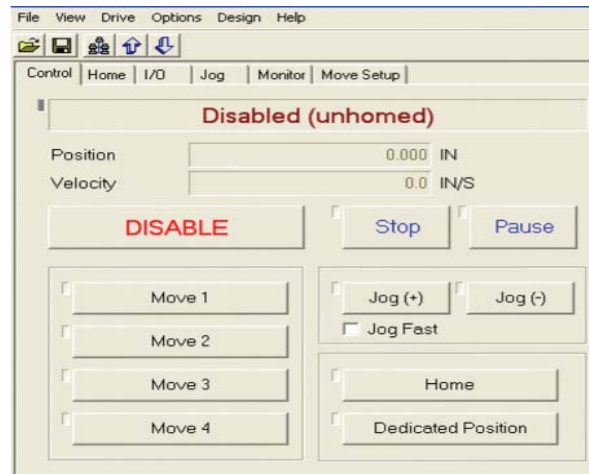 File View Drive Options Design Help
Control Home I/O Jog Monitor Move Setup
Disabled (unhomed)
Position 0.000 IN
Velocity 0.0 IN/S
DISABLE Stop Pause
Move 1 Jog (+) Jog (-)
Jog Fast
Move 2
Move 3 Home
Move 4 Dedicated Position